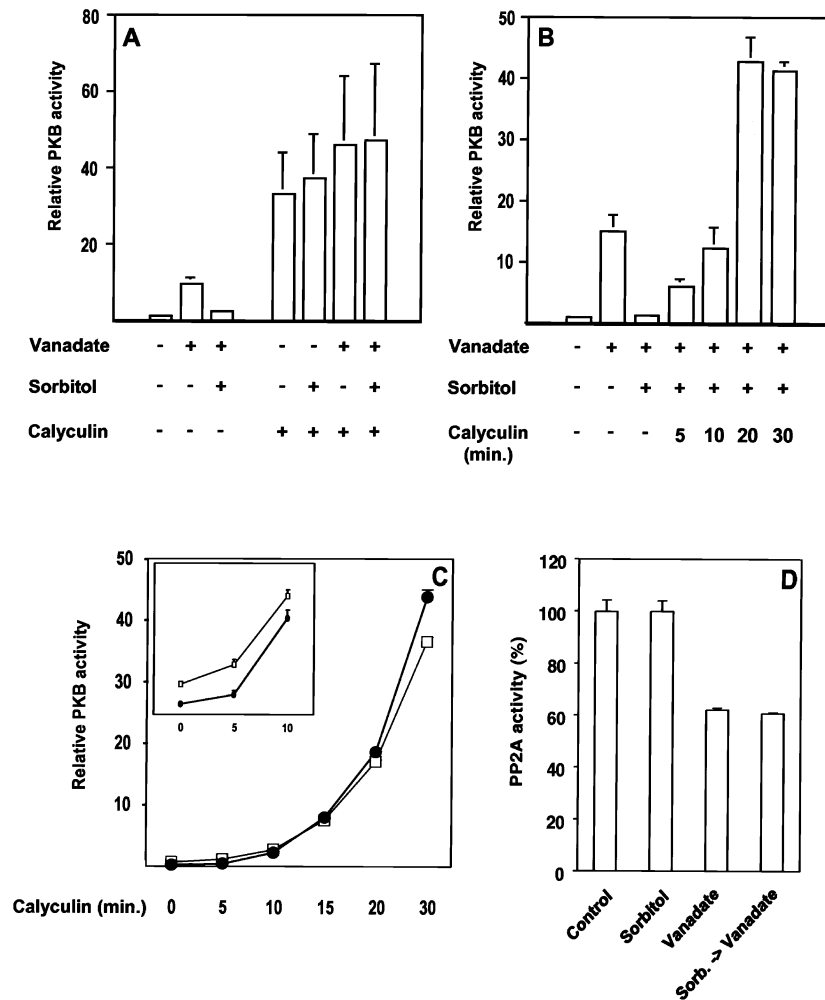 A
Relative PKB activity
80
60
40
20
Vanadate - + + - - + +
Sorbitol - - + - + - +
Calyculin - - - + + + +
B
Relative PKB activity
50
40
30
20
10
Vanadate - + + + + + +
Sorbitol - - + + + + +
Calyculin - - - 5 10 20 30
(min.)
C
Relative PKB activity
50
40
30
20
10
0 5 10
Calyculin (min.) 0 5 10 15 20 30
D
PP2A activity (%)
120
100
80
60
40
20
0
Control
Sorbitol
Vanadate
Sorb. -> Vanadate